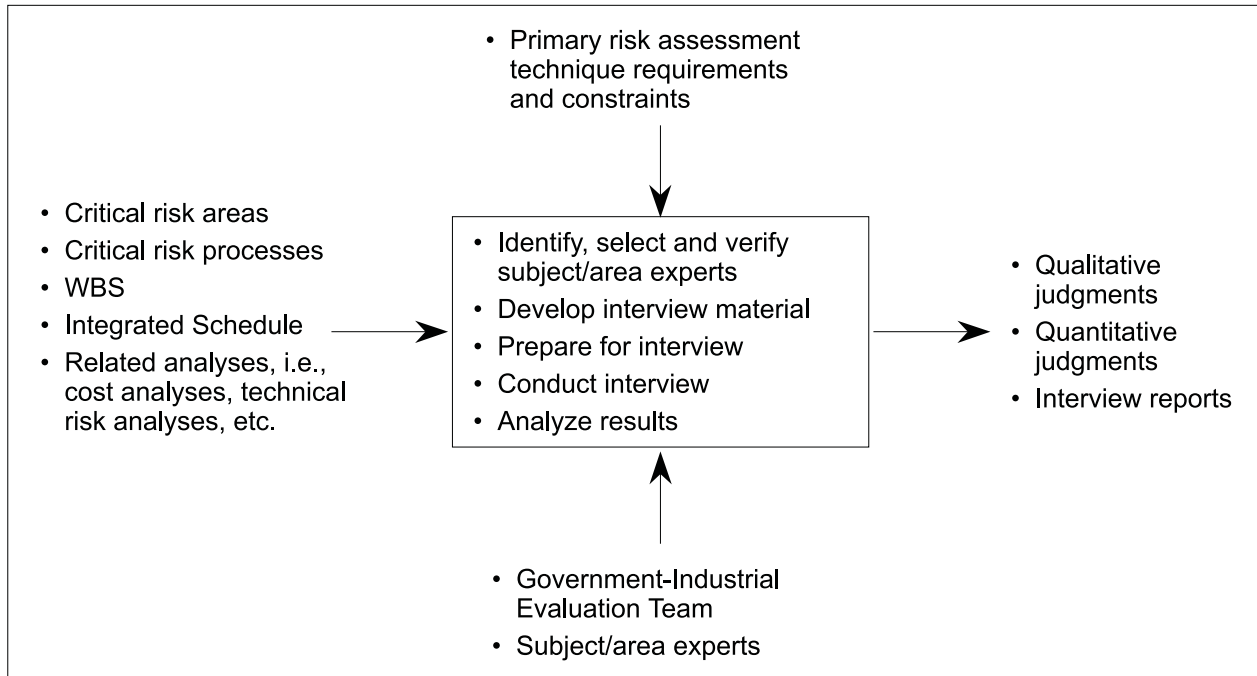 • Primary risk assessment
technique requirements
and constraints
• Critical risk areas
• Critical risk processes
• WBS
• Integrated Schedule
• Related analyses, i.e.,
cost analyses, technical
risk analyses, etc.
• Identify, select and verify
subject/area experts
• Develop interview material
• Prepare for interview
• Conduct interview
• Analyze results
• Qualitative
judgments
• Quantitative
judgments
• Interview reports
• Government-Industrial
Evaluation Team
• Subject/area experts